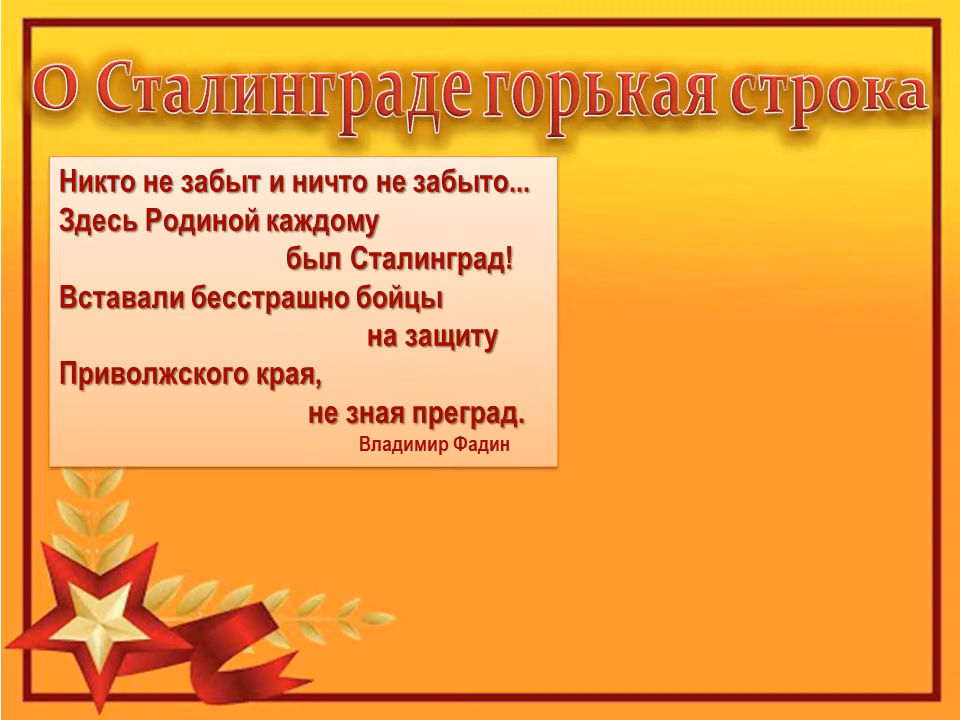 О Сталинграде горькая строка
Никто не забыт и ничто не забыто...
Здесь Родиной каждому
был Сталинград!
Вставали бесстрашно бойцы
на защиту
Приволжского края,
не зная преград.
Владимир Фадин